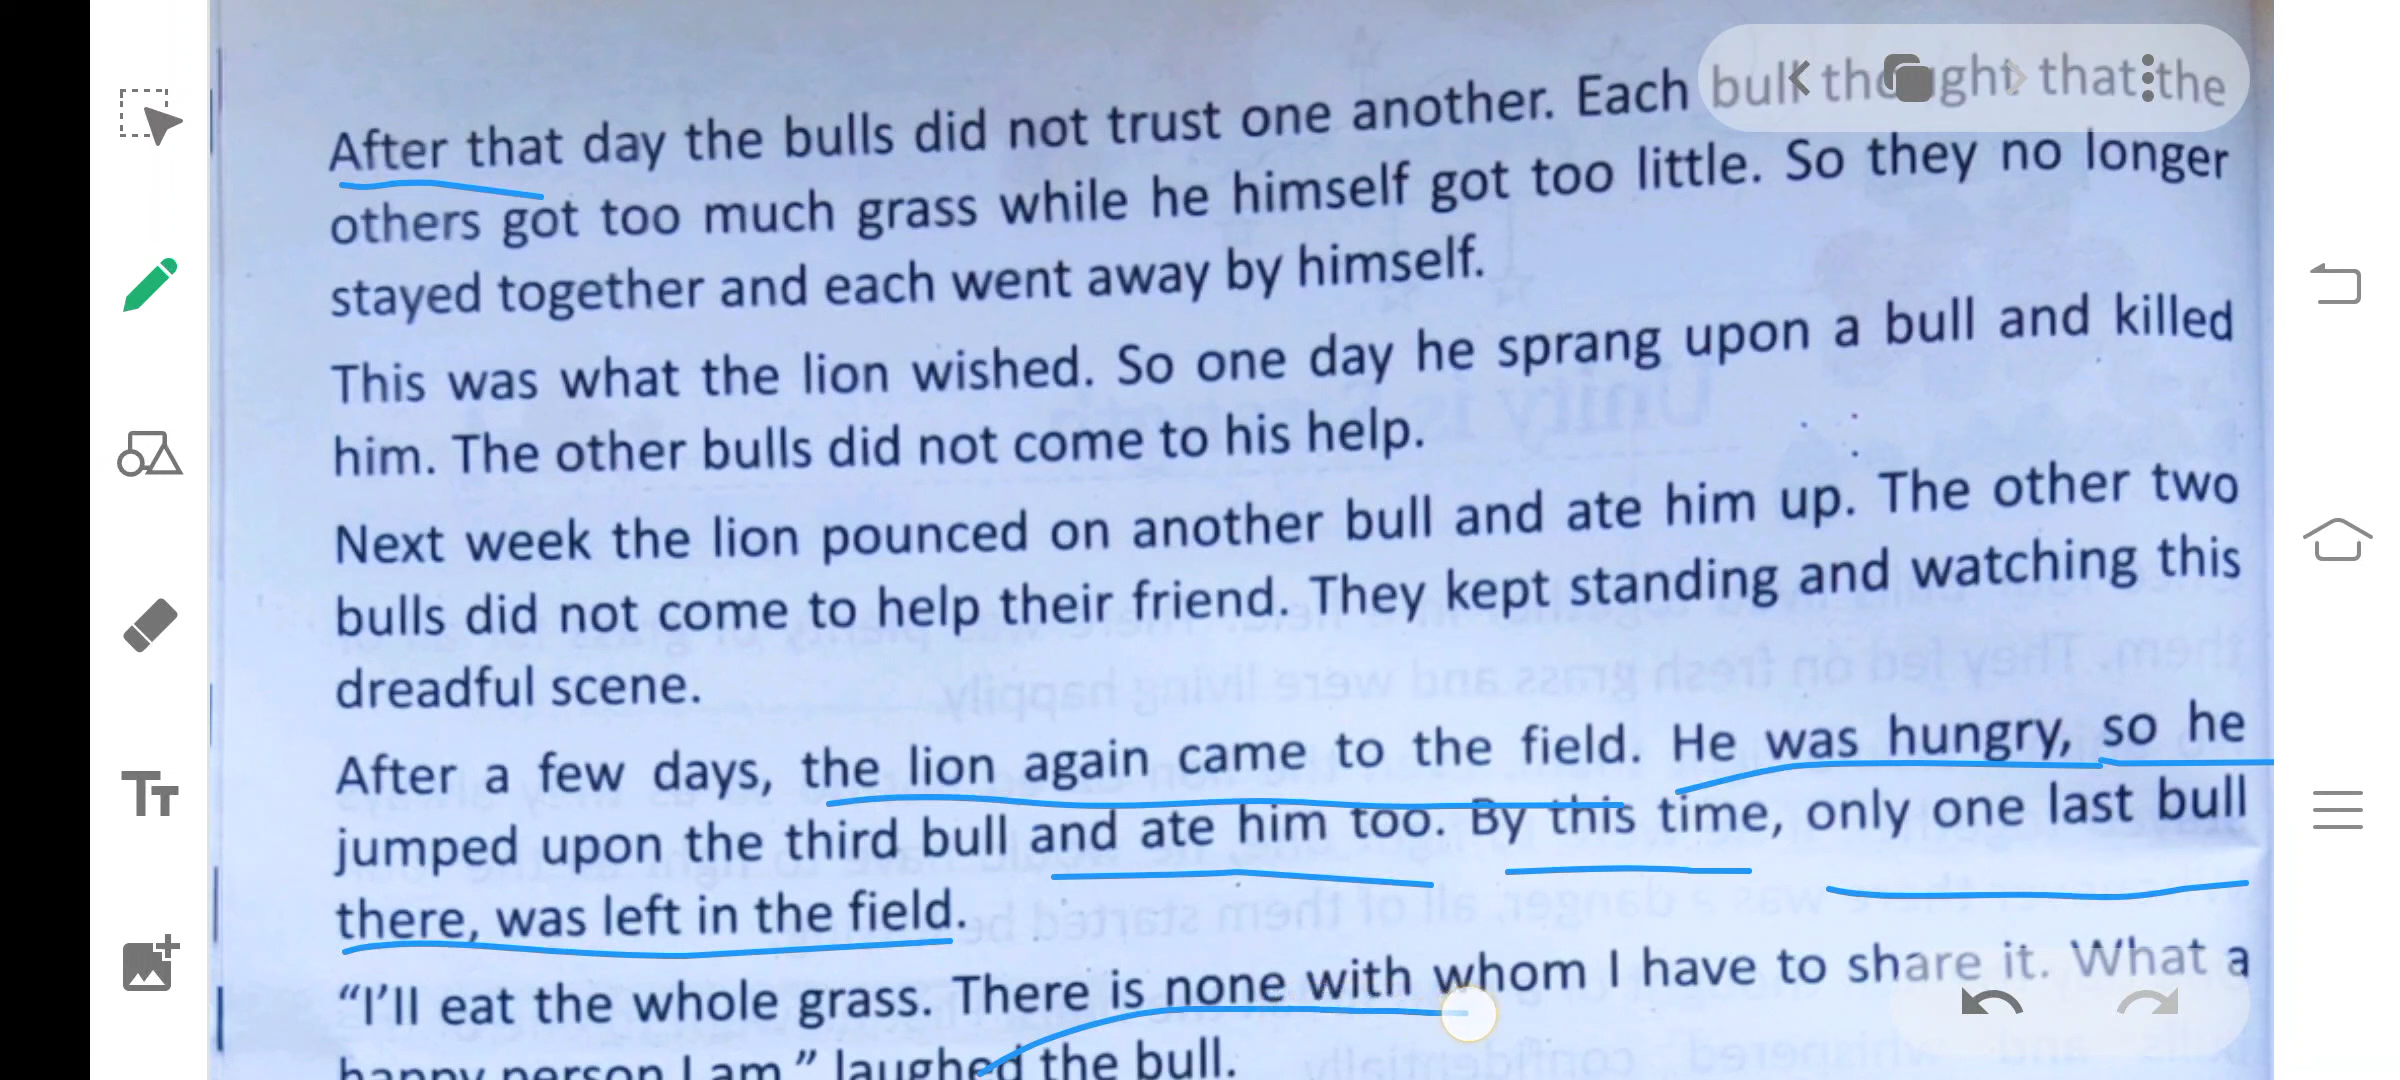 After that day the bulls did not trust one another. Each bull thought that the
others got too much grass while he himself got too little. So they no longer
stayed together and each went away by himself.
This was what the lion wished. So one day he sprang upon a bull and killed
him. The other bulls did not come to his help.
Next week the lion pounced on another bull and ate him up. The other two
bulls did not come to help their friend. They kept standing and watching this
dreadful scene.
After a few days, the lion again came to the field. He was hungry, so he
jumped upon the third bull and ate him too. By this time, only one last bull
there, was left in the field.
“I’ll eat the whole grass. There is none with whom I have to share it. What a
happy person I am” laughed the bull.
TT